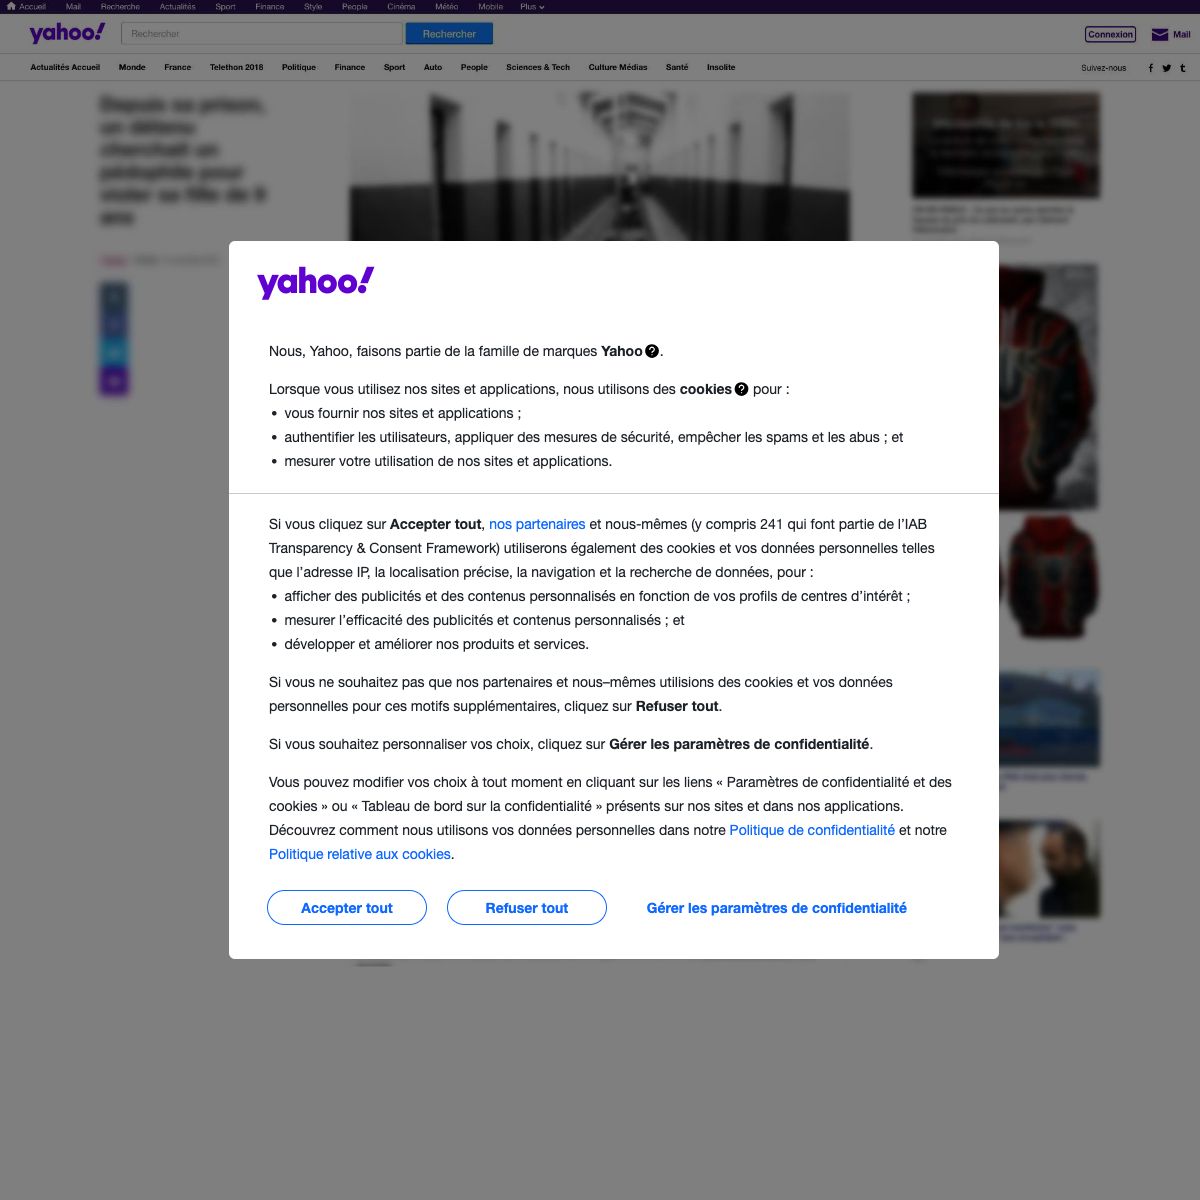 Accueil Mail Recherche Actualités Sport Finance Style People Cinéma Météo Mobile Plus
yahoo!
Rechercher
Rechercher
Connexion
Mail
Actualités Accueil Monde France Telethon 2018 Politique Finance Sport Auto People Sciences & Tech Culture Médias Santé Insolite
Suivez-nous
Depuis sa prison,
un détenu
cherchait un
pédophile pour
violer sa fille de 9
ans
yahoo!
Nous, Yahoo, faisons partie de la famille de marques Yahoo?.
Lorsque vous utilisez nos sites et applications, nous utilisons des cookies? pour :
• vous fournir nos sites et applications ;
• authentifier les utilisateurs, appliquer des mesures de sécurité, empêcher les spams et les abus ; et
• mesurer votre utilisation de nos sites et applications.
Si vous cliquez sur Accepter tout, nos partenaires et nous-mêmes (y compris 241 qui font partie de l’IAB
Transparency & Consent Framework) utiliserons également des cookies et vos données personnelles telles
que l’adresse IP, la localisation précise, la navigation et la recherche de données, pour :
• afficher des publicités et des contenus personnalisés en fonction de vos profils de centres d’intérêt ;
• mesurer l’efficacité des publicités et contenus personnalisés ; et
• développer et améliorer nos produits et services.
Si vous ne souhaitez pas que nos partenaires et nous–mêmes utilisions des cookies et vos données
personnelles pour ces motifs supplémentaires, cliquez sur Refuser tout.
Si vous souhaitez personnaliser vos choix, cliquez sur Gérer les paramètres de confidentialité.
Vous pouvez modifier vos choix à tout moment en cliquant sur les liens « Paramètres de confidentialité et des
cookies » ou « Tableau de bord sur la confidentialité » présents sur nos sites et dans nos applications.
Découvrez comment nous utilisons vos données personnelles dans notre Politique de confidentialité et notre
Politique relative aux cookies.
Accepter tout
Refuser tout
Gérer les paramètres de confidentialité